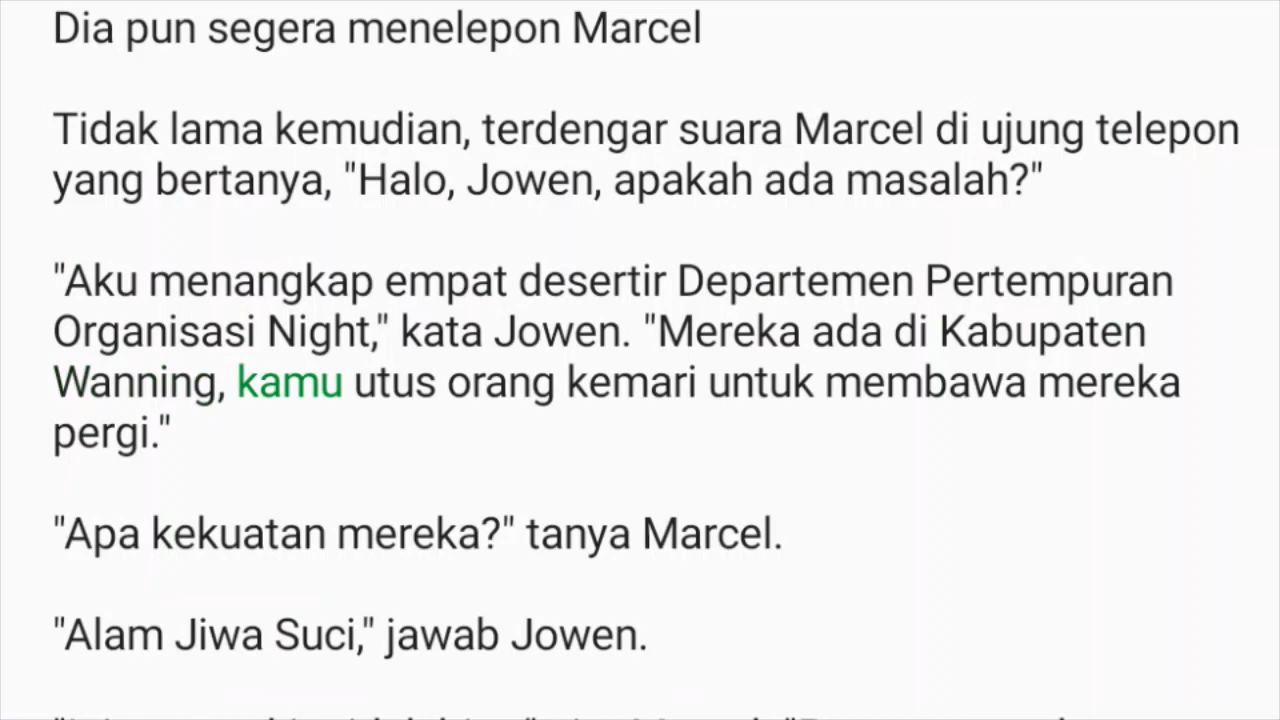 Dia pun segera menelepon Marcel
Tidak lama kemudian, terdengar suara Marcel di ujung telepon
yang bertanya, "Halo, Jowen, apakah ada masalah?"
"Aku menangkap empat desertir Departemen Pertempuran
Organisasi Night," kata Jowen. "Mereka ada di Kabupaten
Wanning, kamu utus orang kemari untuk membawa mereka
pergi."
"Apa kekuatan mereka?" tanya Marcel.
"Alam Jiwa Suci," jawab Jowen.